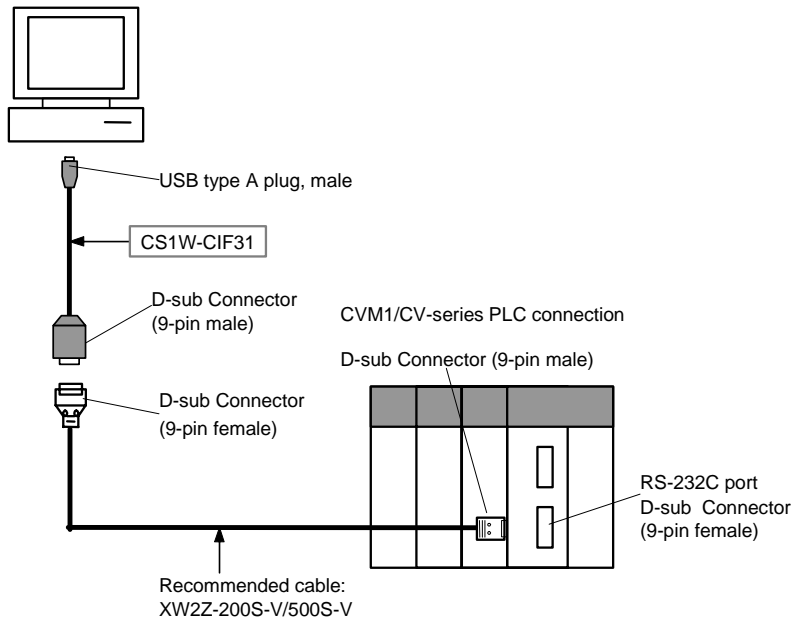 USB type A plug, male
CS1W-CIF31
D-sub Connector
(9-pin male)
CVM1/CV-series PLC connection
D-sub Connector (9-pin male)
D-sub Connector
(9-pin female)
RS-232C port
D-sub Connector
(9-pin female)
Recommended cable:
XW2Z-200S-V/500S-V